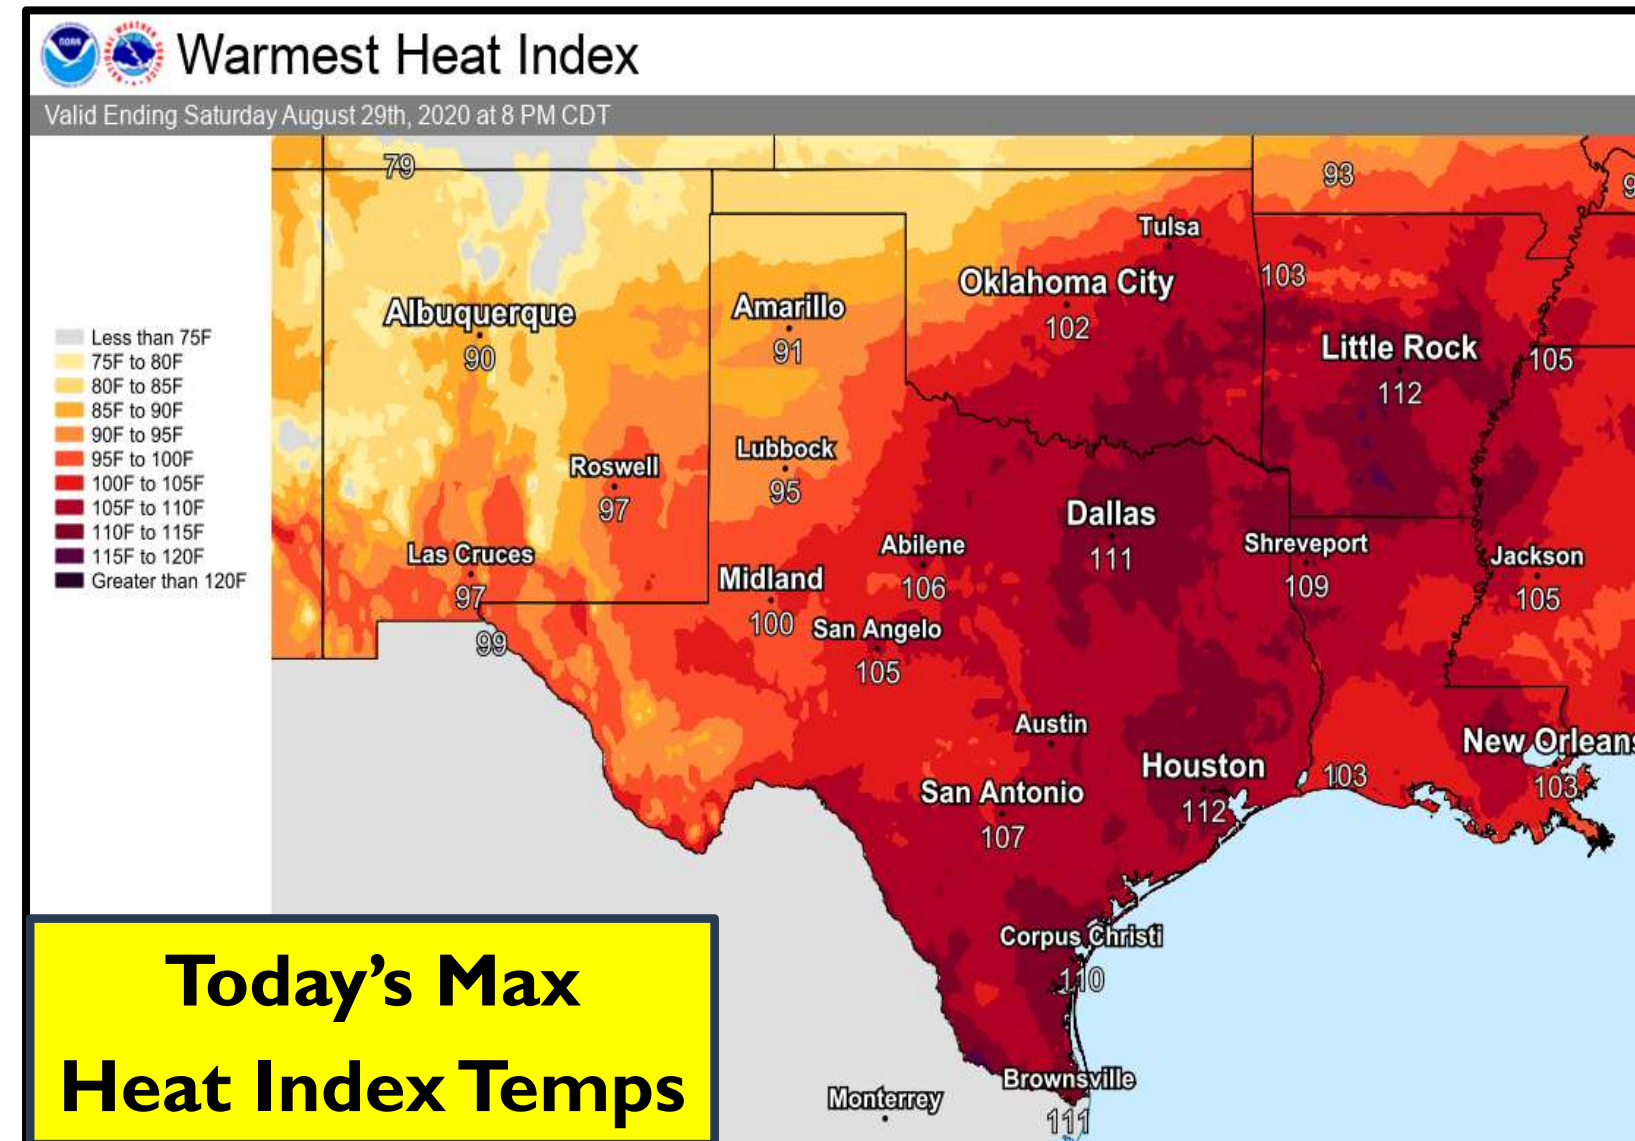 NOAA
Warmest Heat Index
Valid Ending Saturday August 29th, 2020 at 8 PM CDT
79
93
Tulsa
Oklahoma City
102
103
Albuquerque
90
Amarillo
91
Little Rock
112
105
Less than 75F
75F to 80F
80F to 85F
85F to 90F
90F to 95F
95F to 100F
100F to 105F
105F to 110F
110F to 115F
115F to 120F
Greater than 120F
Roswell
97
Lubbock
95
Dallas
111
Las Cruces
97
99
Midland
100
Abilene
106
San Angelo
105
Shreveport
109
Jackson
105
Austin
Houston
112
San Antonio
107
103
New Orleans
103
Corpus Christi
110
Brownsville
111
Monterrey
Today's Max
Heat Index Temps